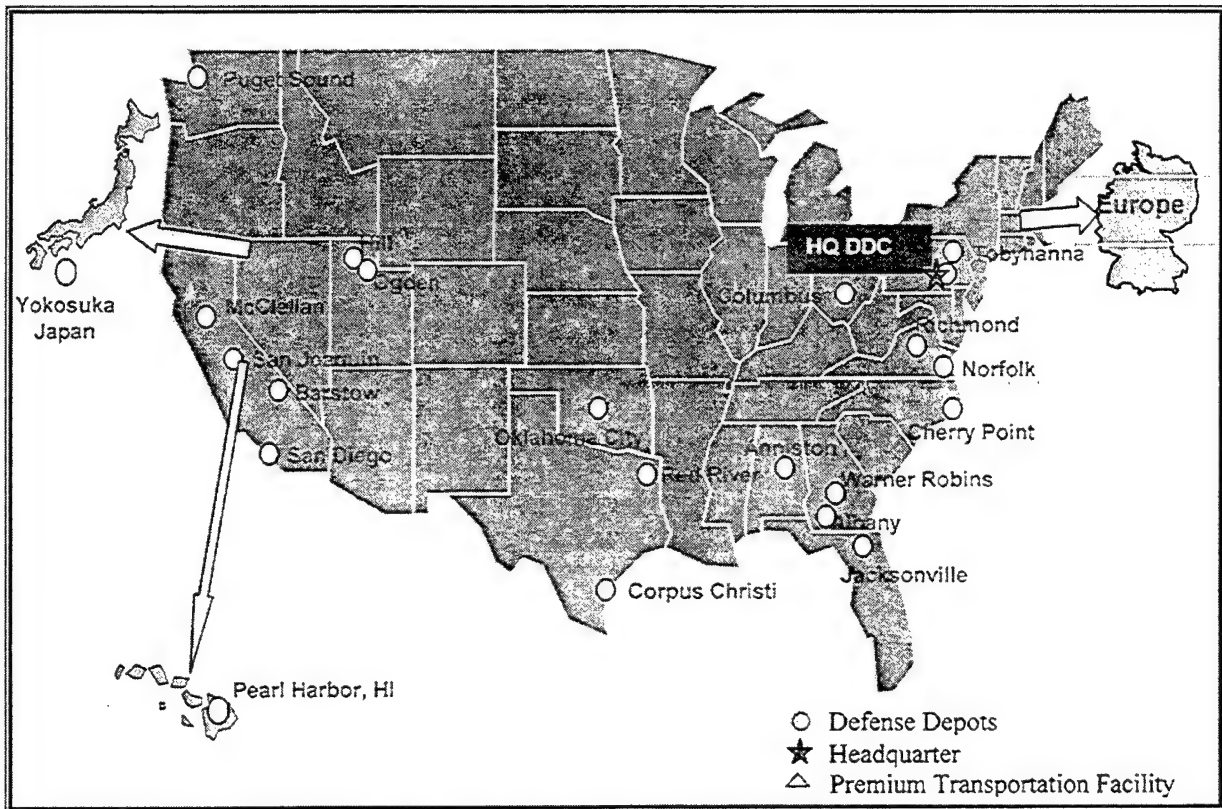 Puget Sound
Europe
HQ DDC
Tobyhanna
Hill
Ogden
Columbus
Yokosuka
Japan
McClellan
Richmond
San Joaquin
Norfolk
Barstow
Oklahoma City
Cherry Point
San Diego
Anniston
Red River
Warner Robins
Albany
Jacksonville
Corpus Christi
Pearl Harbor, HI
Defense Depots
Headquarter
Premium Transportation Facility